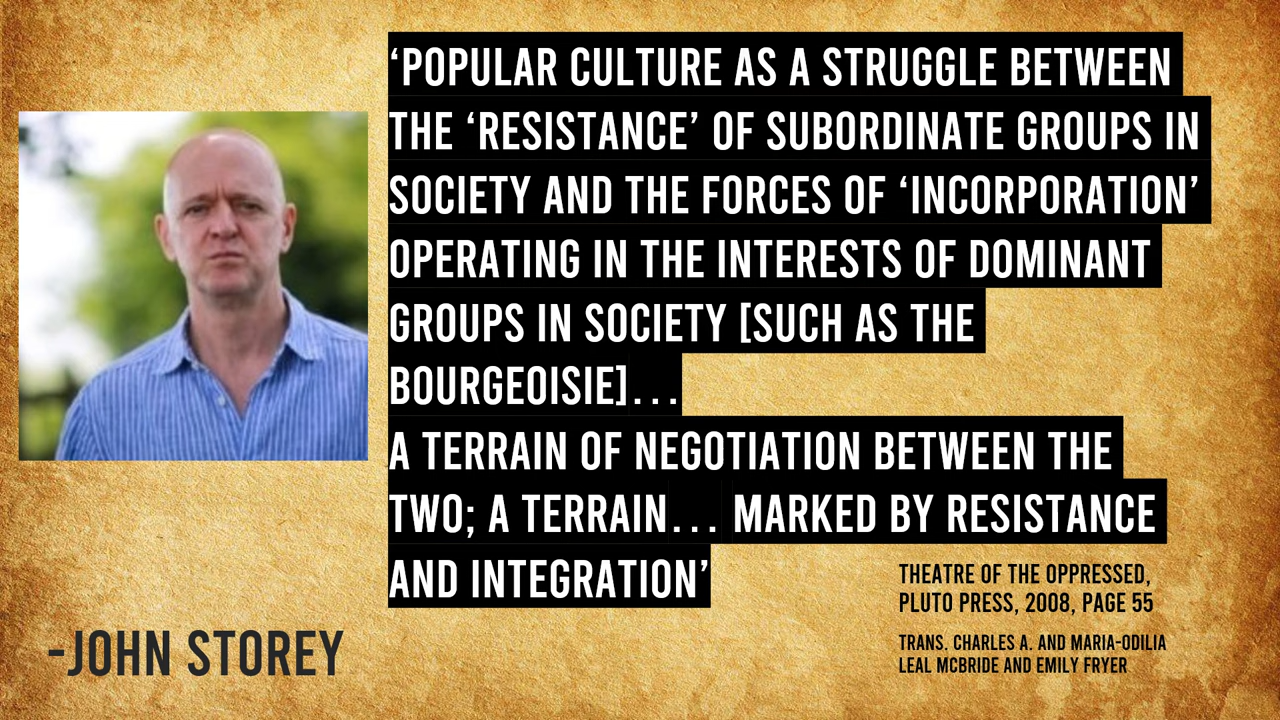 ‘POPULAR CULTURE AS A STRUGGLE BETWEEN
THE ‘RESISTANCE’ OF SUBORDINATE GROUPS IN
SOCIETY AND THE FORCES OF ‘INCORPORATION’
OPERATING IN THE INTERESTS OF DOMINANT
GROUPS IN SOCIETY [SUCH AS THE
BOURGEOISIE]...
A TERRAIN OF NEGOTIATION BETWEEN THE
TWO; A TERRAIN... MARKED BY RESISTANCE
AND INTEGRATION’
THEATRE OF THE OPPRESSED,
PLUTO PRESS, 2008, PAGE 55
TRANS. CHARLES A. AND MARIA-ODILIA
LEAL MCBRIDE AND EMILY FRYER
-JOHN STOREY